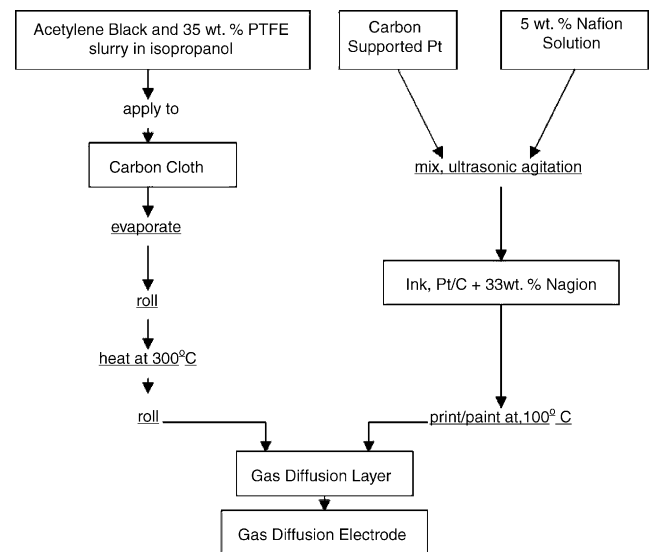 Acetylene Black and 35 wt. % PTFE
slurry in isopropanol
apply to
Carbon Cloth
evaporate
roll
heat at 300°C
roll
Carbon
Supported Pt
5 wt. % Nafion
Solution
mix, ultrasonic agitation
Ink, Pt/C + 33wt. % Nagion
print/paint at,100° C
Gas Diffusion Layer
Gas Diffusion Electrode